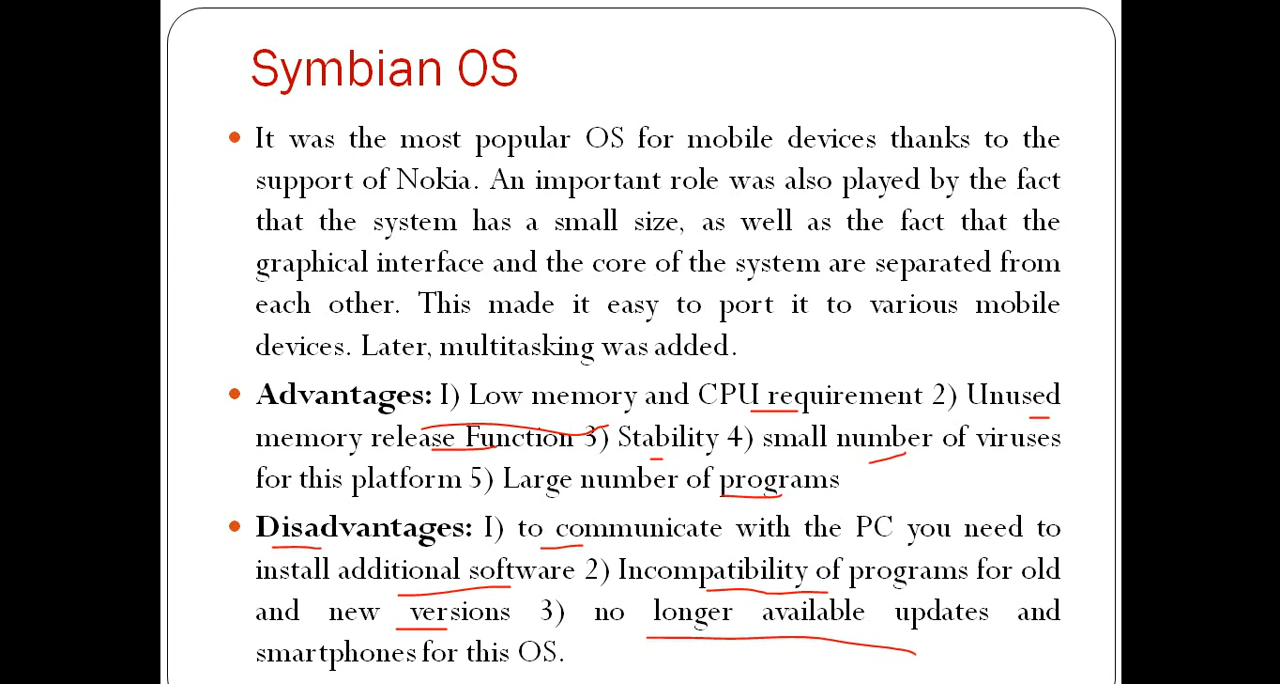 Symbian OS
• It was the most popular OS for mobile devices thanks to the
support of Nokia. An important role was also played by the fact
that the system has a small size, as well as the fact that the
graphical interface and the core of the system are separated from
each other. This made it easy to port it to various mobile
devices. Later, multitasking was added.
• Advantages: 1) Low memory and CPU requirement 2) Unused
memory release Function 3) Stability 4) small number of viruses
for this platform 5) Large number of programs
• Disadvantages: 1) to communicate with the PC you need to
install additional software 2) Incompatibility of programs for old
and new versions 3) no longer available updates and
smartphones for this OS.